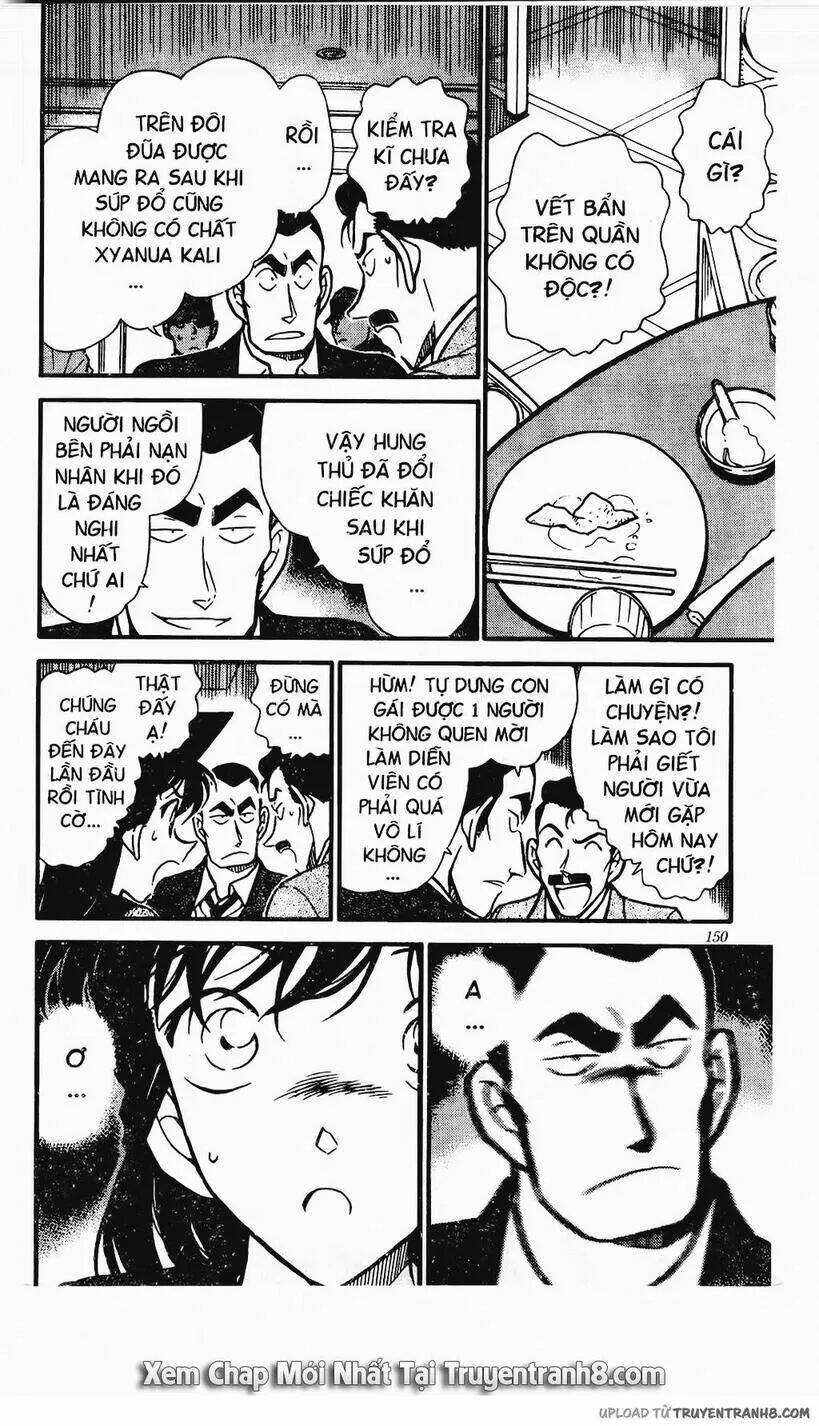 CÁI
GÌ?
VẾT BẨN
TRÊN QUẦN
KHÔNG CÓ
ĐỘC?!
KIỂM TRA
KĨ CHƯA
ĐẤY?
RỒI
...
TRÊN ĐÔI
ĐŨA ĐƯỢC
MANG RA SAU KHI
SÚP ĐỔ CŨNG
KHÔNG CÓ CHẤT
XYANUA KALI
...
VẬY HUNG
THỦ ĐÃ ĐỔI
CHIẾC KHĂN
SAU KHI
SÚP ĐỔ
...
NGƯỜI NGỒI
BÊN PHẢI NẠN
NHÂN KHI ĐÓ
LÀ ĐÁNG
NGHI
NHẤT
CHỨ AI
!
LÀM GÌ CÓ
CHUYỆN?!
LÀM SAO TÔI
PHẢI GIẾT
NGƯỜI VỪA
MỚI GẶP
HÔM NAY
CHỨ?!
HỪM! TỰ DƯNG CON
GÁI ĐƯỢC 1 NGƯỜI
KHÔNG QUEN MỜI
LÀM DIỄN
VIÊN CÓ
PHẢI QUÁ
VÔ LÍ
KHÔNG
...
ĐỪNG
CÓ MÀ
...
THẬT
ĐẤY
Ạ!
CHÚNG
CHÁU
ĐẾN ĐÂY
LẦN ĐẦU
RỒI TÌNH
CỜ...
150
A
...
Ơ
...
Xem Chap Mới Nhất Tại Truyentranh8.com
UPLOAD TỪ TRUYENTRANH8.COM